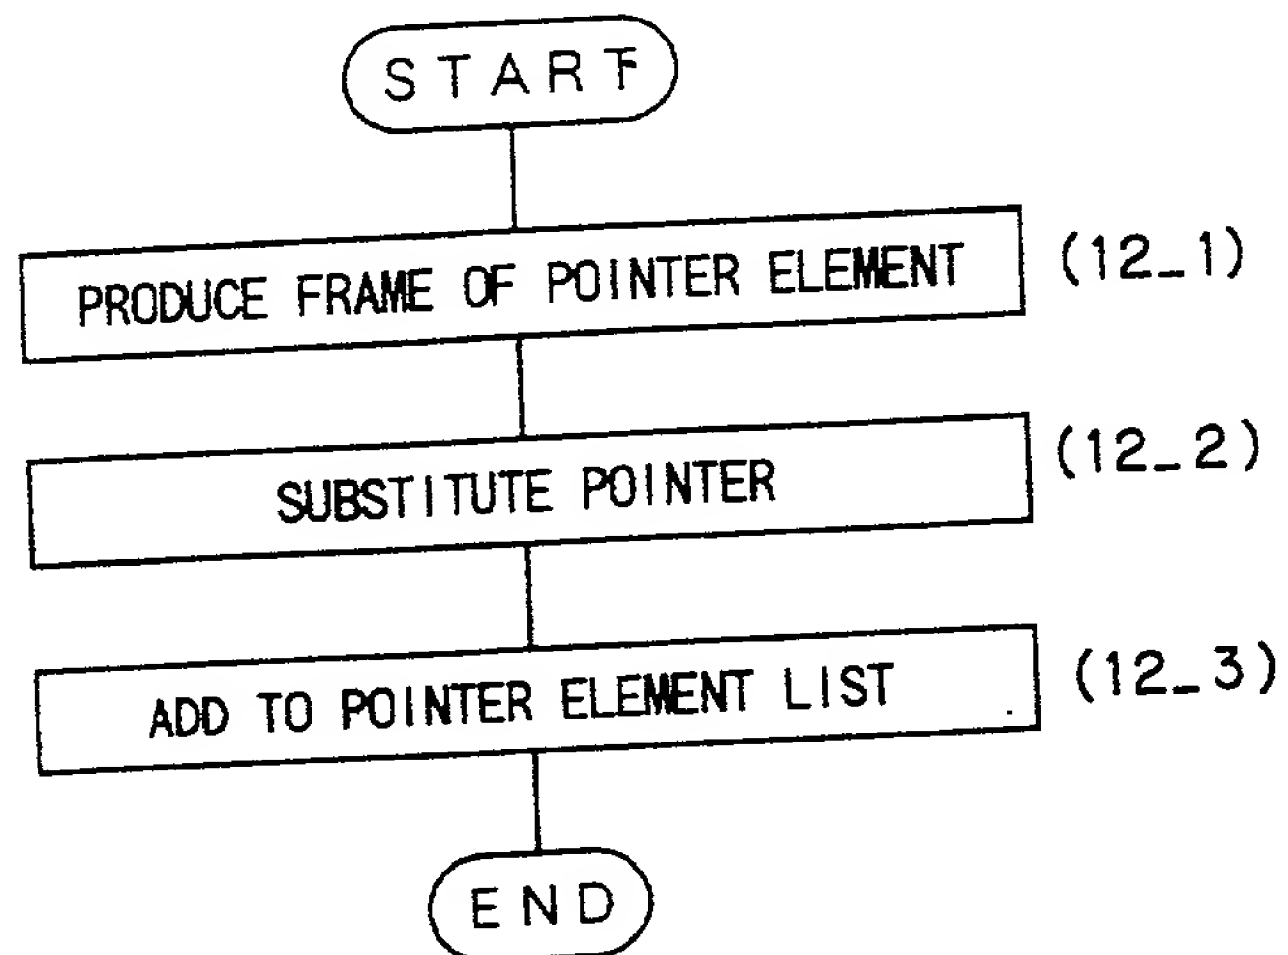 START
PRODUCE FRAME OF POINTER ELEMENT (12_1)
SUBSTITUTE POINTER (12_2)
ADD TO POINTER ELEMENT LIST (12_3)
END